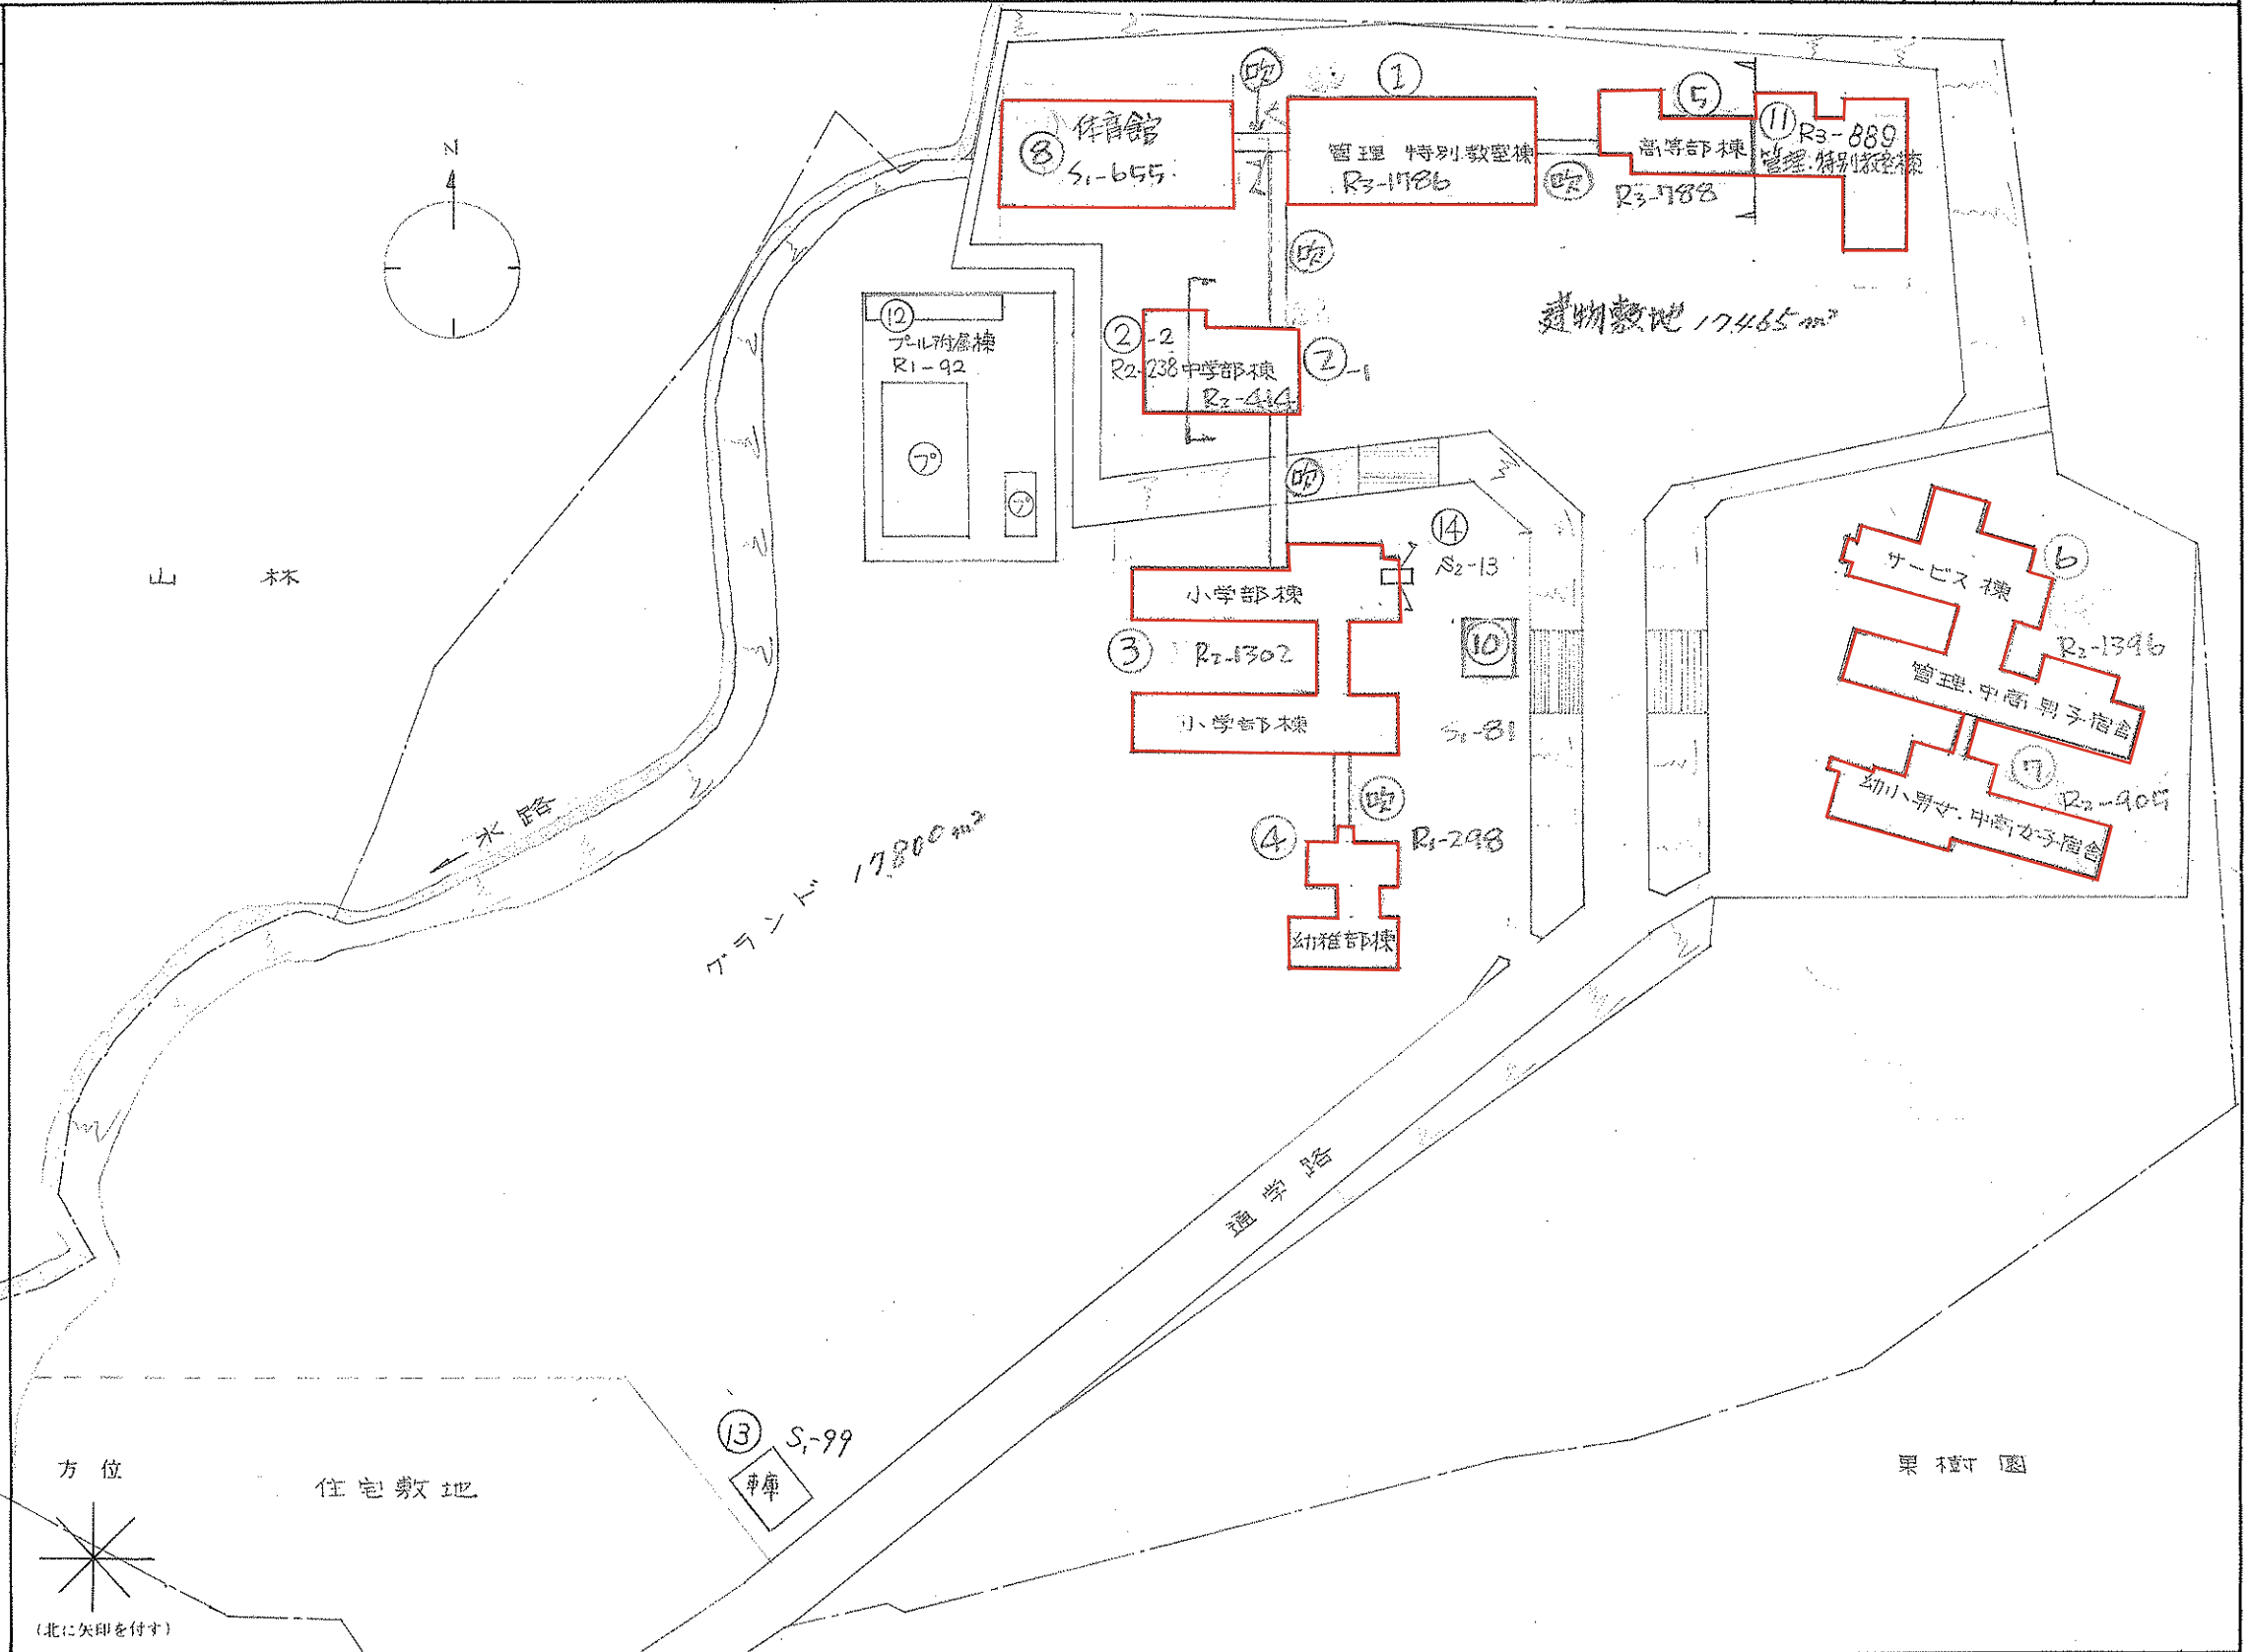 吹
①
⑤
⑪
R3-889
体育館
⑧
S1-655
管理 特別教室棟
R3-1786
高等部棟
管理.特別教室棟
吹
R3-788
N
吹
建物敷地 17465m²
⑫
プール附属棟
R1-92
②-2
R2-238
中学部棟
②-1
R2-414
プ
プ
吹
⑭
S2-13
山林
小学部棟
③
R2-1302
⑩
小学部棟
S1-81
サービス棟
⑥
R2-1396
管理.中高男子宿舎
⑦
R2-905
幼小男女.中高女子宿舎
吹
④
R1-298
幼稚部棟
水路
グランド 17800m²
通学路
⑬
S1-99
車庫
方位
住宅敷地
果樹園
(北に矢印を付す)